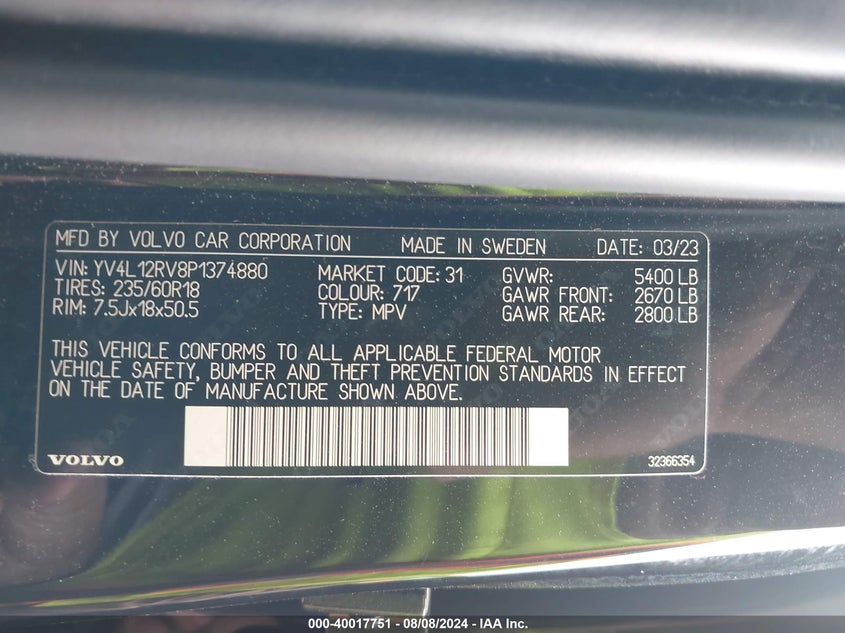 MFD BY VOLVO CAR CORPORATION MADE IN SWEDEN DATE: 03/23
VIN: YV4L12RV8P1374880 MARKET CODE: 31 GVWR: 5400 LB
TIRES: 235/60R18 COLOUR: 717 GAWR FRONT: 2670 LB
RIM: 7.5Jx18x50.5 TYPE: MPV GAWR REAR: 2800 LB
THIS VEHICLE CONFORMS TO ALL APPLICABLE FEDERAL MOTOR
VEHICLE SAFETY, BUMPER AND THEFT PREVENTION STANDARDS IN EFFECT
ON THE DATE OF MANUFACTURE SHOWN ABOVE.
VOLVO 32366354
000-40017751 - 08/08/2024 - IAA Inc.